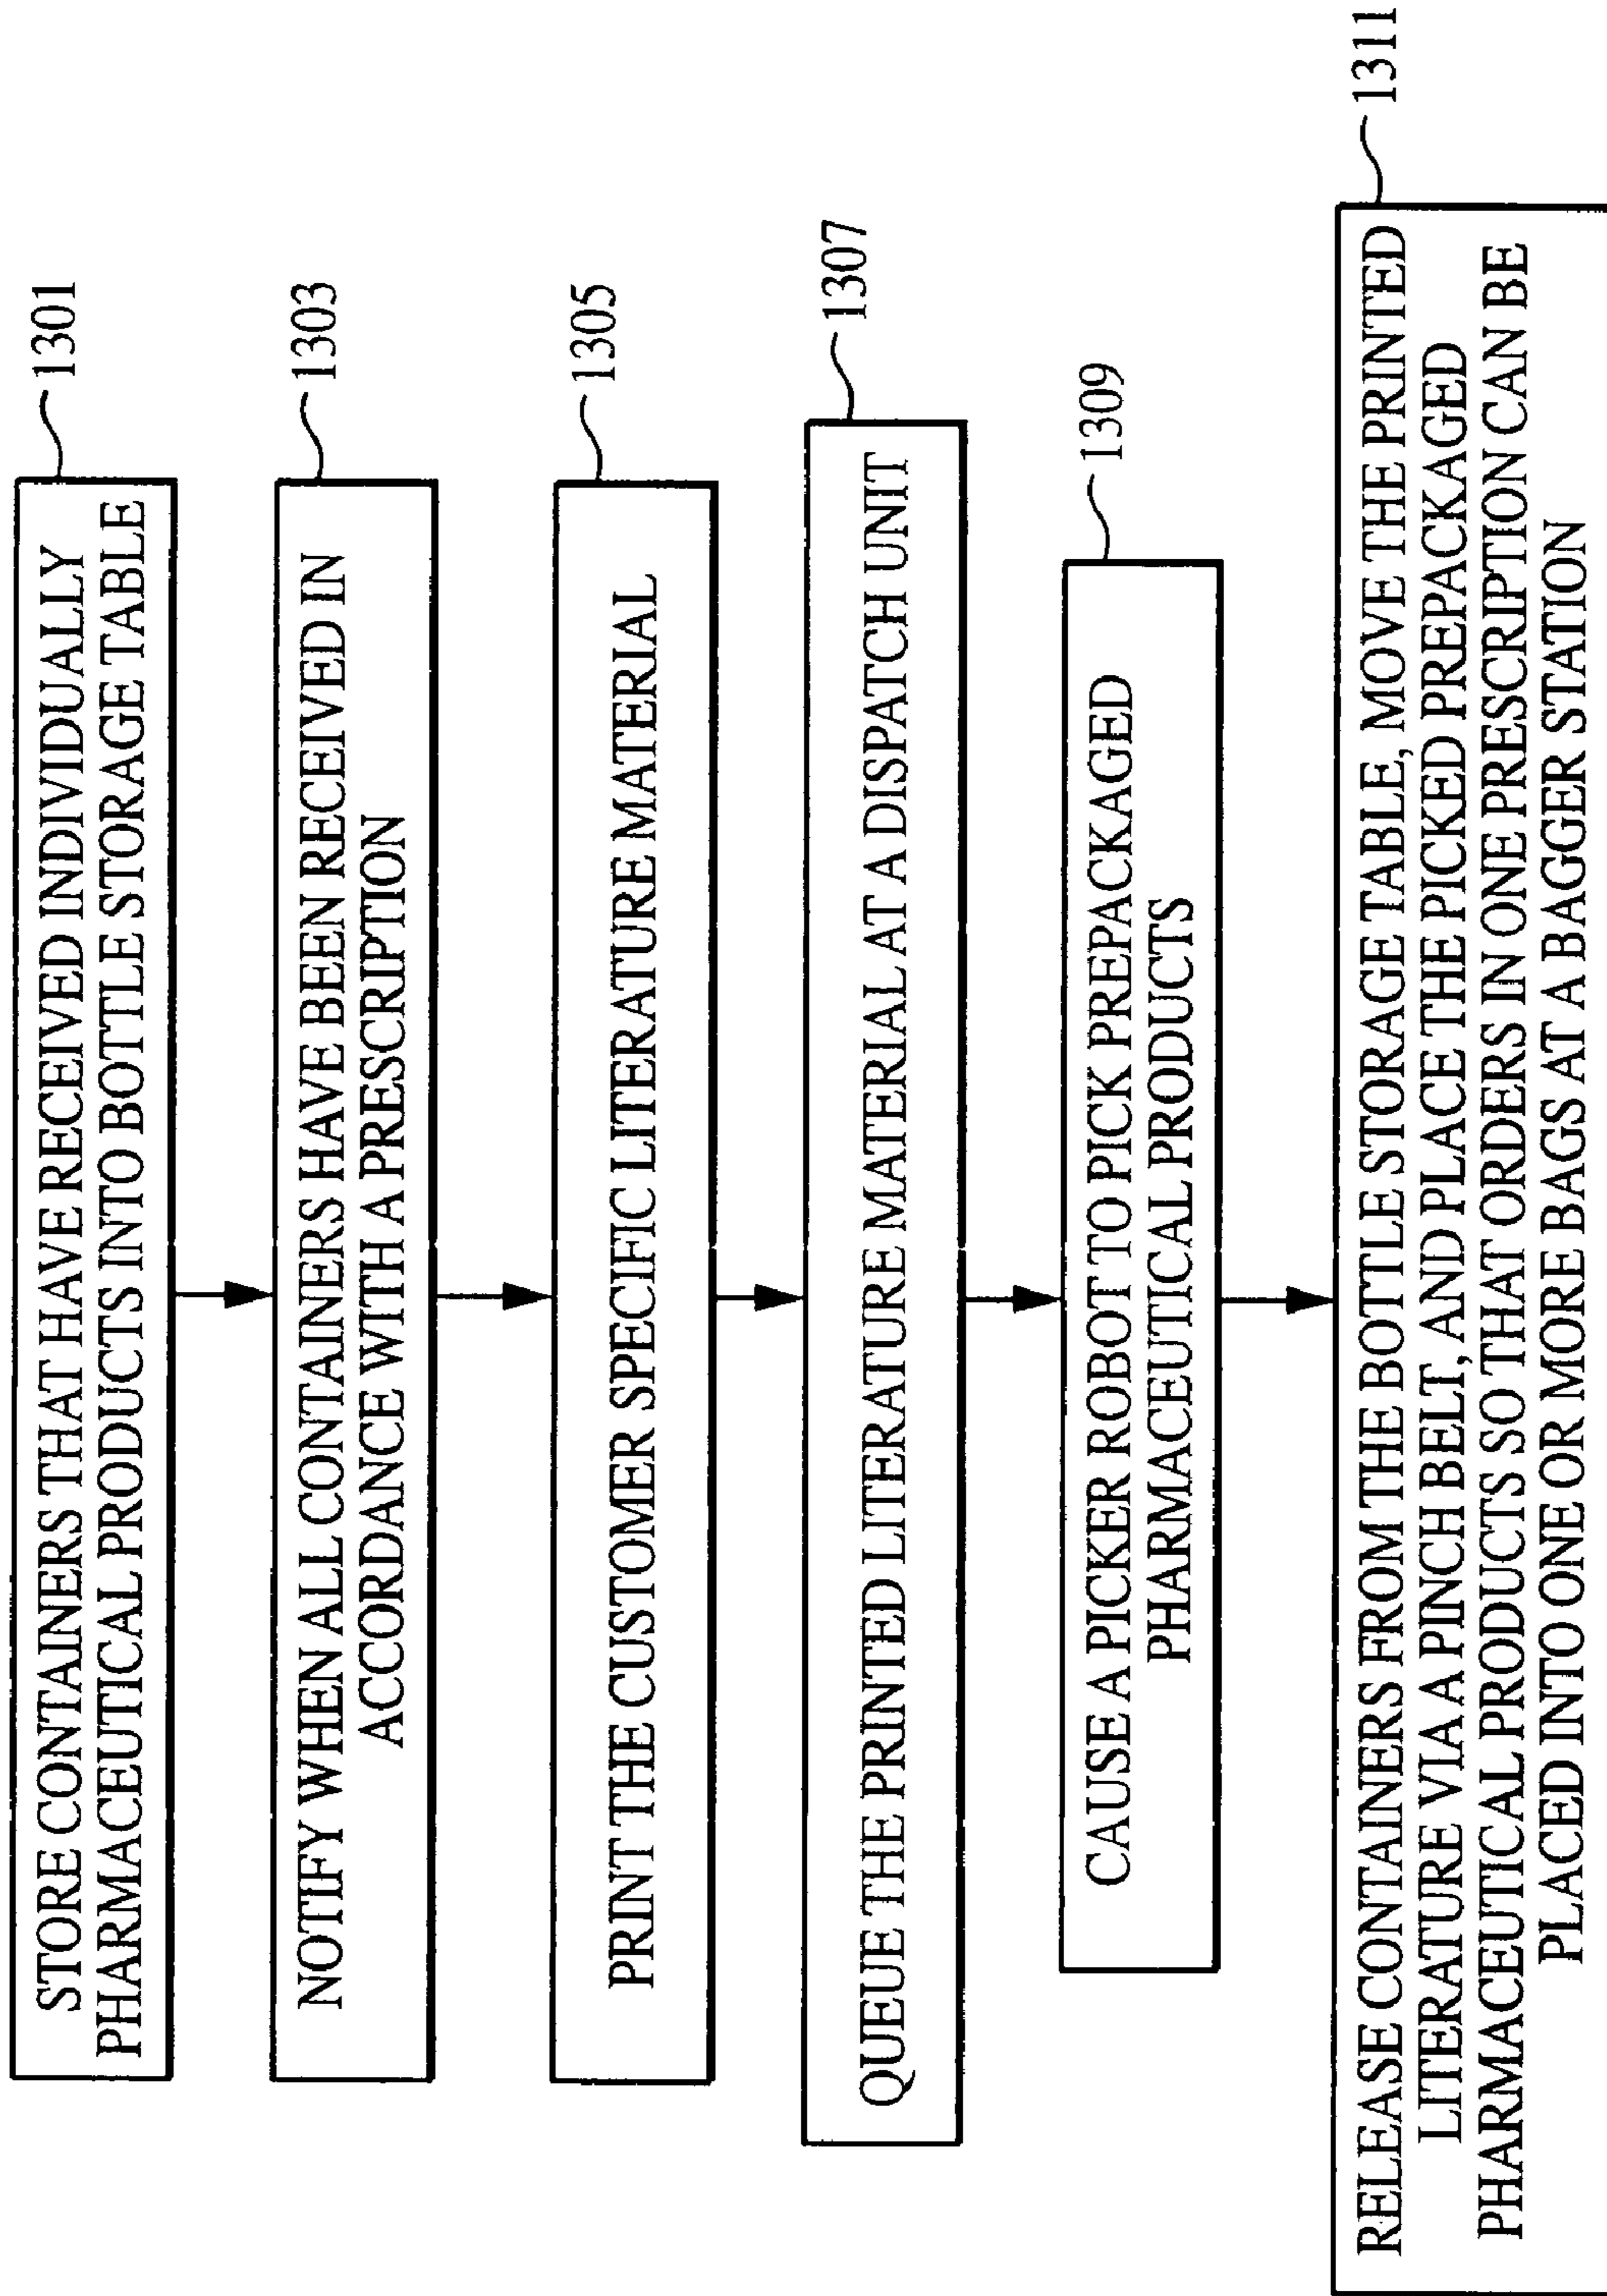 STORE CONTAINERS THAT HAVE RECEIVED INDIVIDUALLY
PHARMACEUTICAL PRODUCTS INTO BOTTLE STORAGE TABLE
1301
NOTIFY WHEN ALL CONTAINERS HAVE BEEN RECEIVED IN
ACCORDANCE WITH A PRESCRIPTION
1303
PRINT THE CUSTOMER SPECIFIC LITERATURE MATERIAL
1305
QUEUE THE PRINTED LITERATURE MATERIAL AT A DISPATCH UNIT
1307
CAUSE A PICKER ROBOT TO PICK PREPACKAGED
PHARMACEUTICAL PRODUCTS
1309
RELEASE CONTAINERS FROM THE BOTTLE STORAGE TABLE, MOVE THE PRINTED
LITERATURE VIA A PINCH BELT, AND PLACE THE PICKED PREPACKAGED
PHARMACEUTICAL PRODUCTS SO THAT ORDERS IN ONE PRESCRIPTION CAN BE
PLACED INTO ONE OR MORE BAGS AT A BAGGER STATION
1311